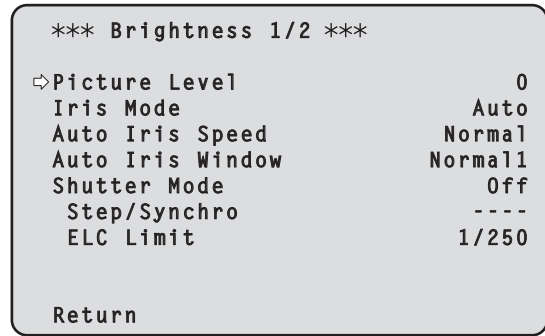 *** Brightness 1/2 ***
⇨Picture Level 0
Iris Mode Auto
Auto Iris Speed Normal
Auto Iris Window Normal1
Shutter Mode Off
Step/Synchro ----
ELC Limit 1/250
Return